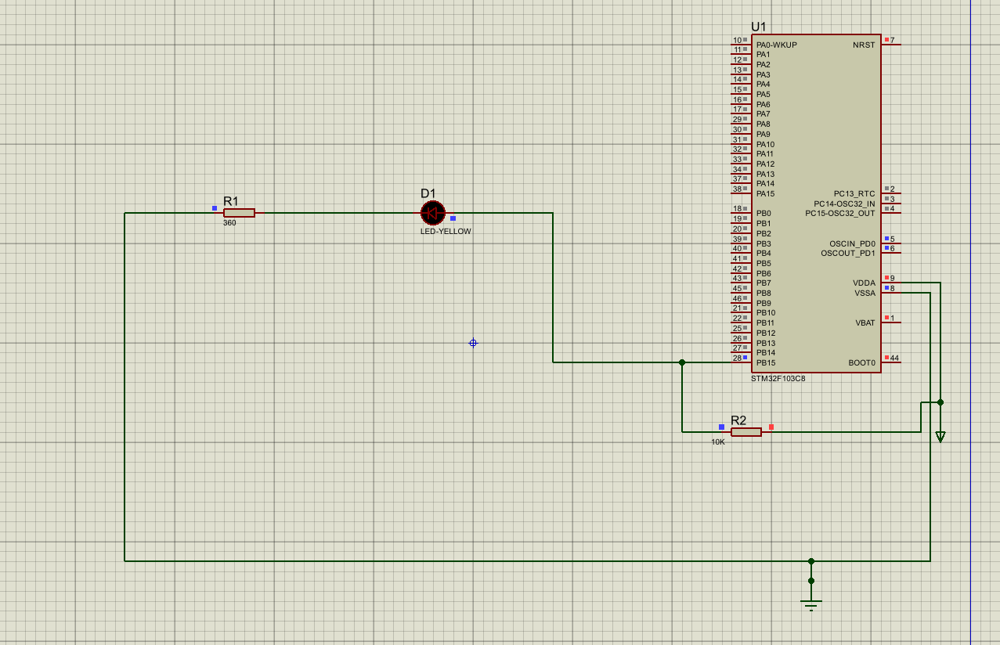 U1
10 PA0-WKUP NRST 7
11 PA1
12 PA2
13 PA3
14 PA4
15 PA5
16 PA6
17 PA7
29 PA8
30 PA9
31 PA10
32 PA11
33 PA12
34 PA13
37 PA14
38 PA15 PC13_RTC 2
PC14-OSC32_IN 3
18 PB0 PC15-OSC32_OUT 4
19 PB1
20 PB2
39 PB3 OSCIN_PD0 5
40 PB4 OSCOUT_PD1 6
41 PB5
42 PB6
43 PB7 VDDA 9
45 PB8 VSSA 8
46 PB9
21 PB10
22 PB11 VBAT 1
25 PB12
26 PB13
27 PB14
28 PB15 BOOT0 44
STM32F103C8
R1
360
D1
LED-YELLOW
R2
10K